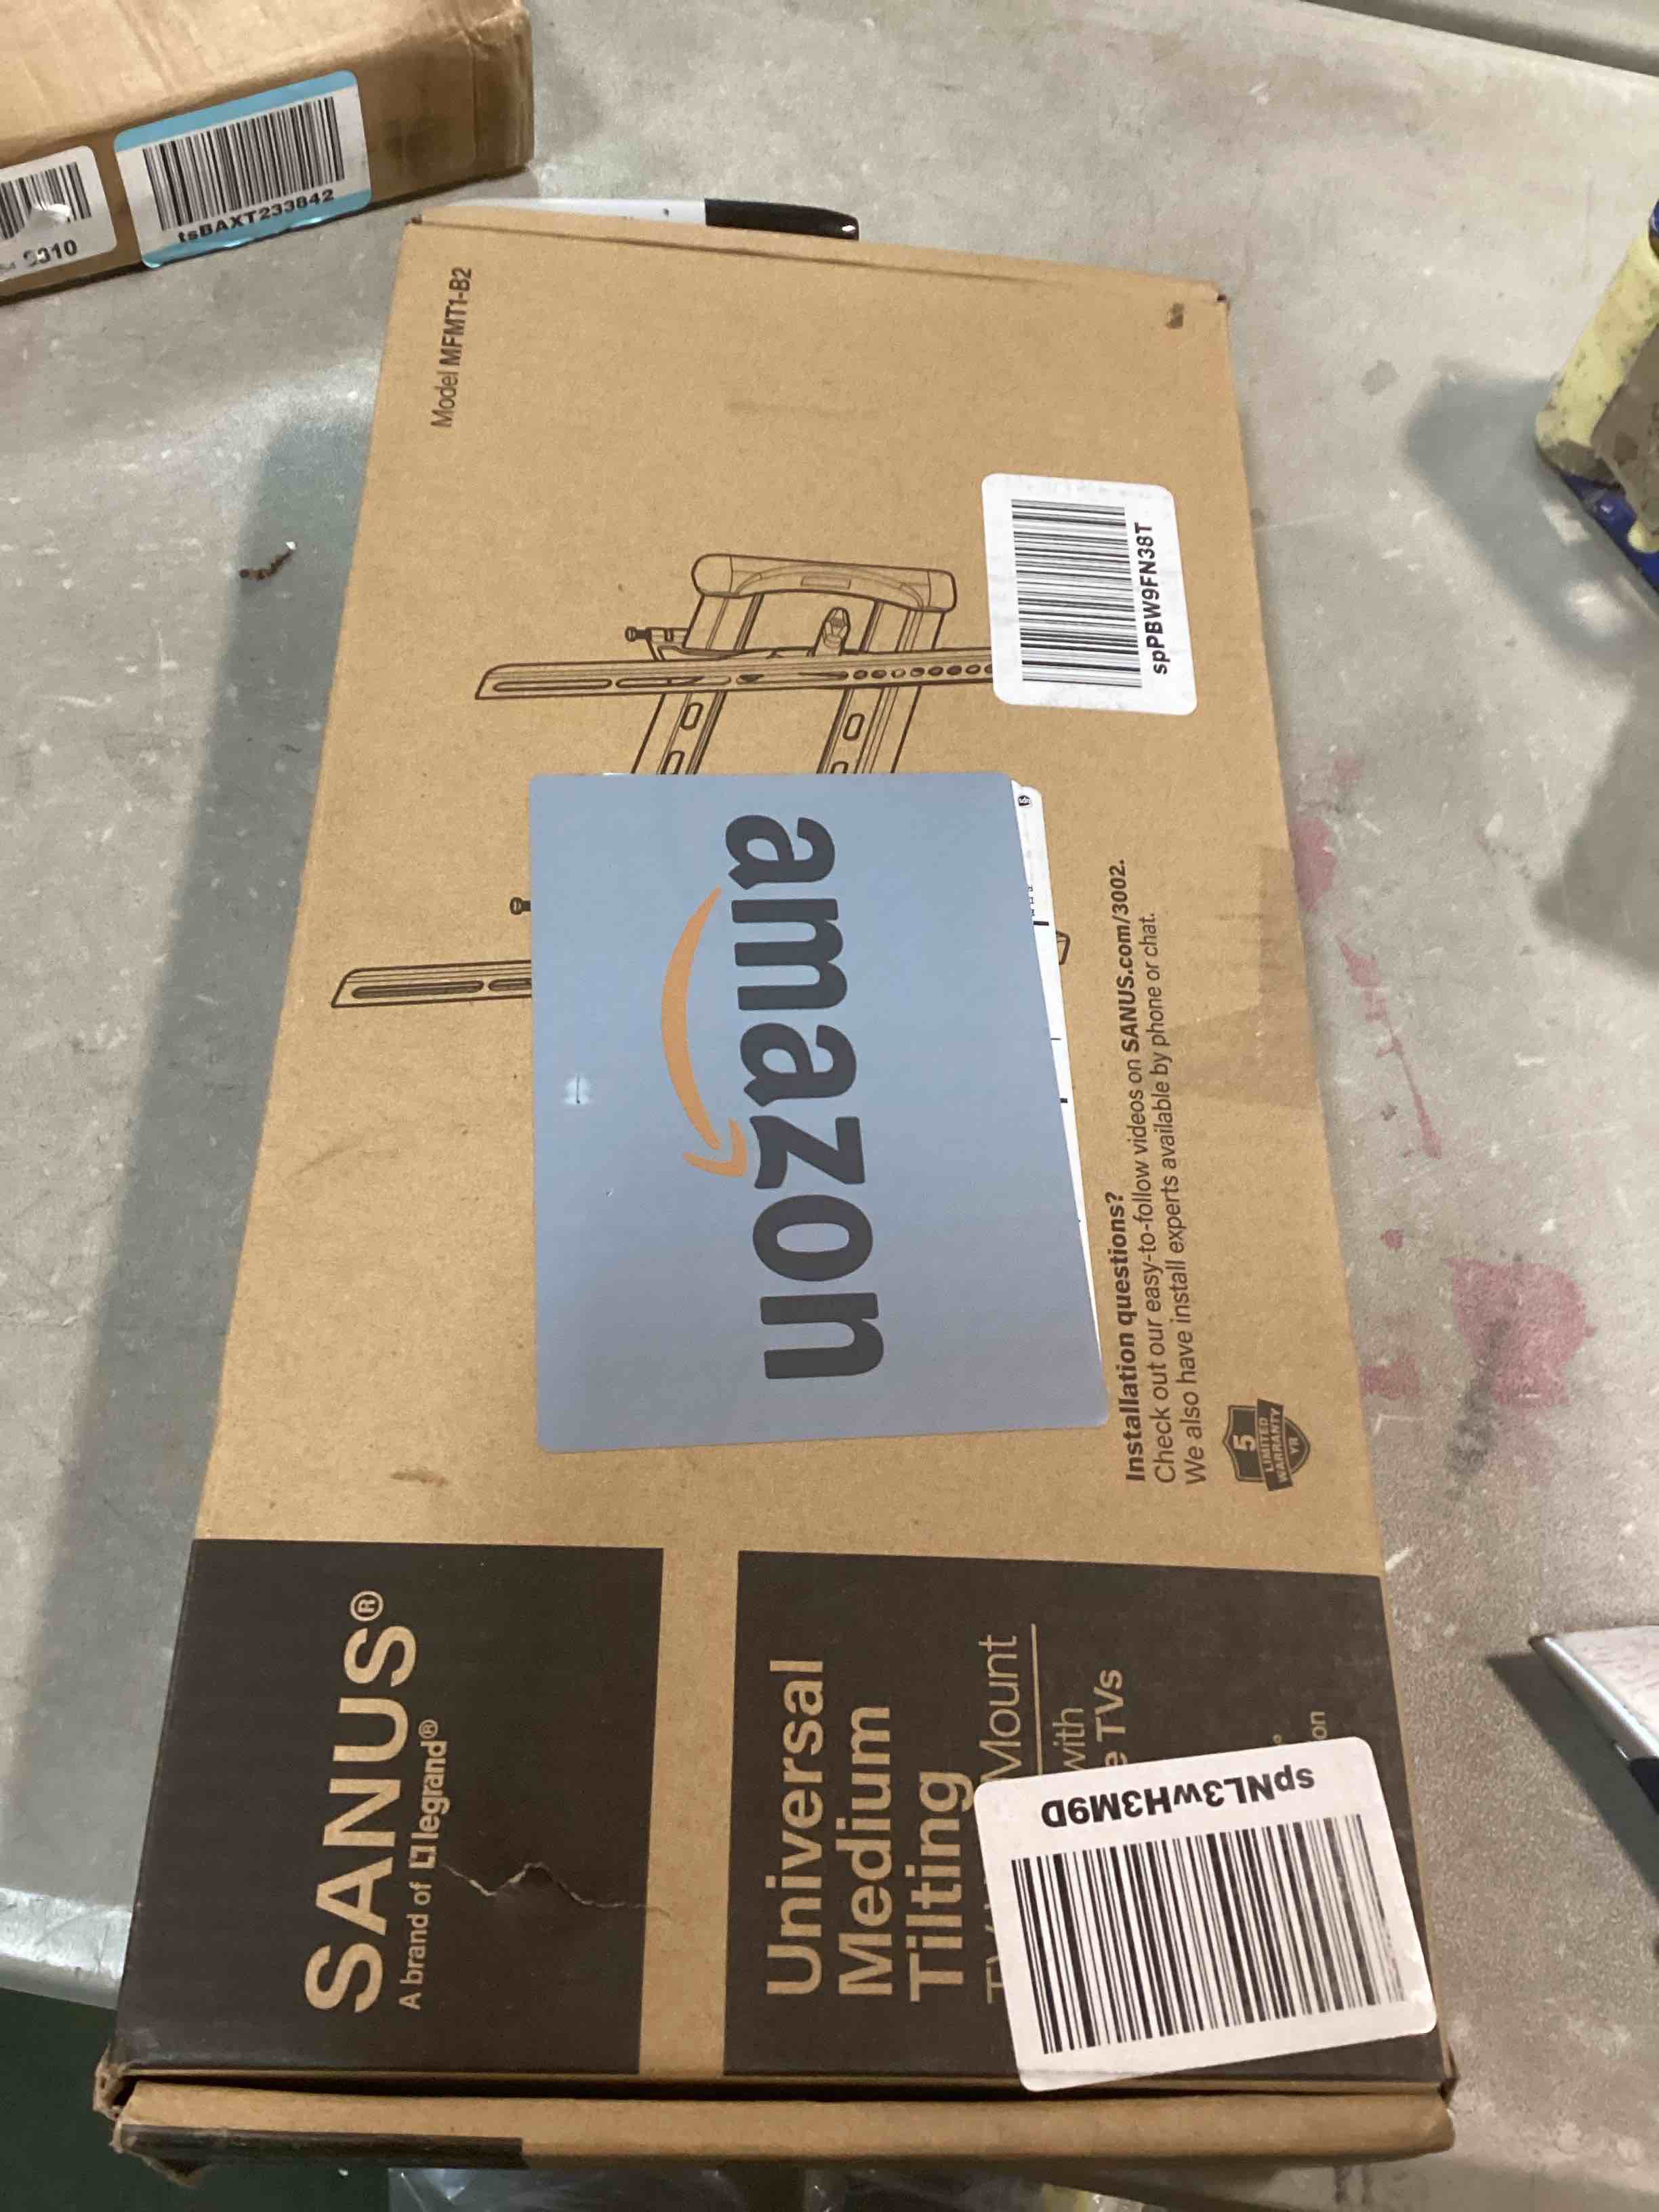 SANUS®
A brand of legrand®
Universal
Medium
Tilting
Mount
with
TVs
on
spNL3wH3M9D
Model MFMT1-B2
amazon
spPBW9FN38T
Installation questions?
Check out our easy-to-follow videos on SANUS.com/3002.
We also have install experts available by phone or chat.
5
LIMITED
WARRANTY
YR
tsBAXT233842